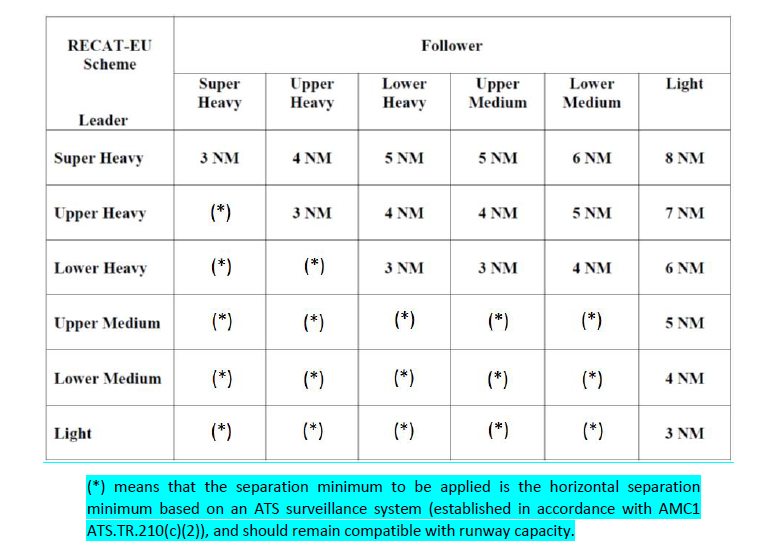 RECAT-EU Scheme Follower
Leader Super Heavy Upper Heavy Lower Heavy Upper Medium Lower Medium Light
Super Heavy 3 NM 4 NM 5 NM 5 NM 6 NM 8 NM
Upper Heavy (*) 3 NM 4 NM 4 NM 5 NM 7 NM
Lower Heavy (*) (*) 3 NM 3 NM 4 NM 6 NM
Upper Medium (*) (*) (*) (*) (*) 5 NM
Lower Medium (*) (*) (*) (*) (*) 4 NM
Light (*) (*) (*) (*) (*) 3 NM
(*) means that the separation minimum to be applied is the horizontal separation
minimum based on an ATS surveillance system (established in accordance with AMC1
ATS.TR.210(c)(2)), and should remain compatible with runway capacity.